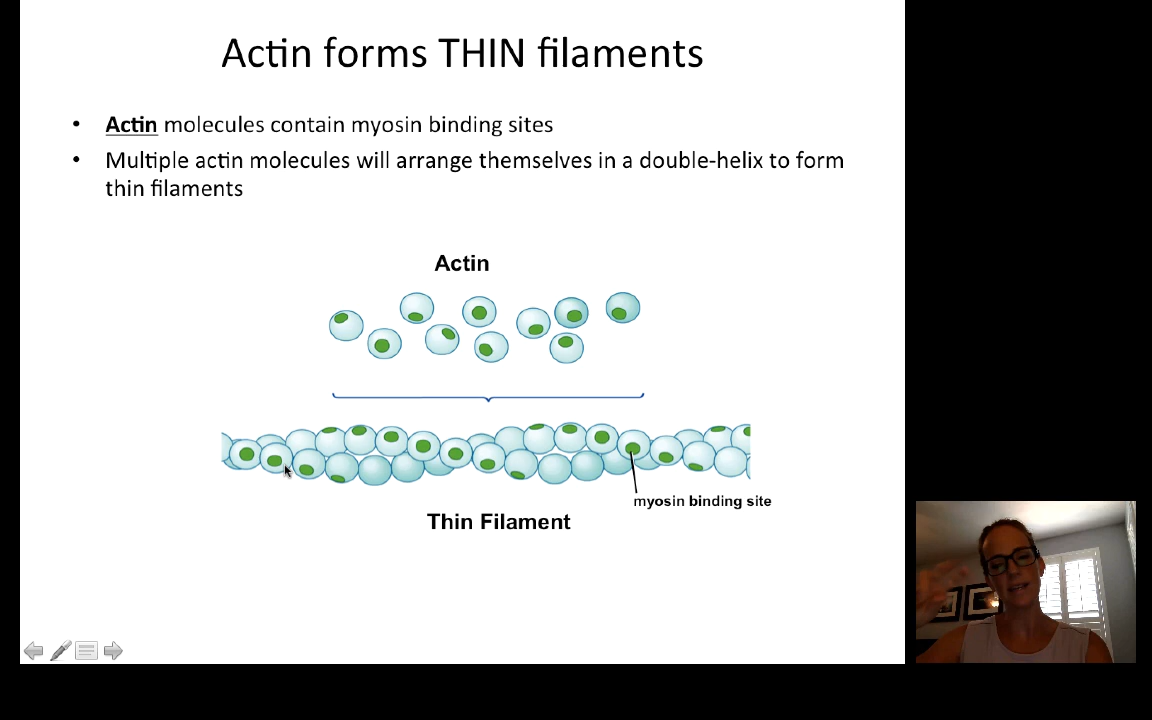 Actin forms THIN filaments
• Actin molecules contain myosin binding sites
• Multiple actin molecules will arrange themselves in a double-helix to form
thin filaments
Actin
myosin binding site
Thin Filament